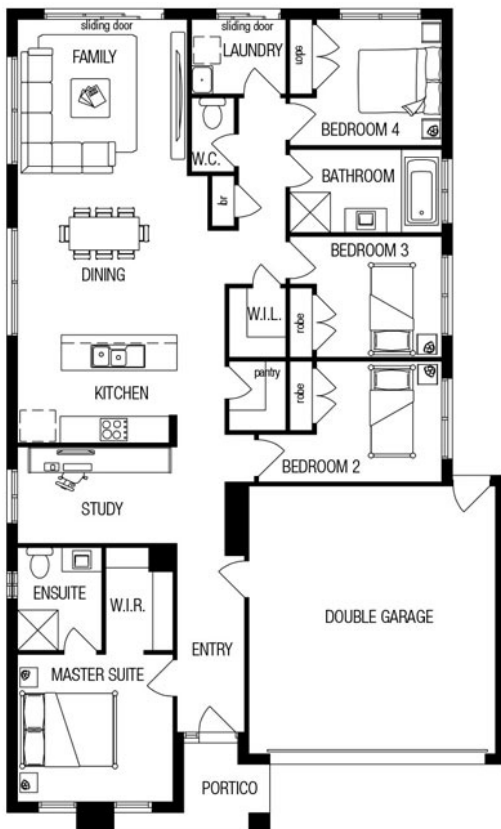 sliding door
sliding door
FAMILY
LAUNDRY
robe
BEDROOM 4
W.C.
BATHROOM
lbr
BEDROOM 3
DINING
W.I.L.
robe
pantry
robe
KITCHEN
BEDROOM 2
STUDY
ENSUITE
W.I.R.
DOUBLE GARAGE
ENTRY
MASTER SUITE
PORTICO